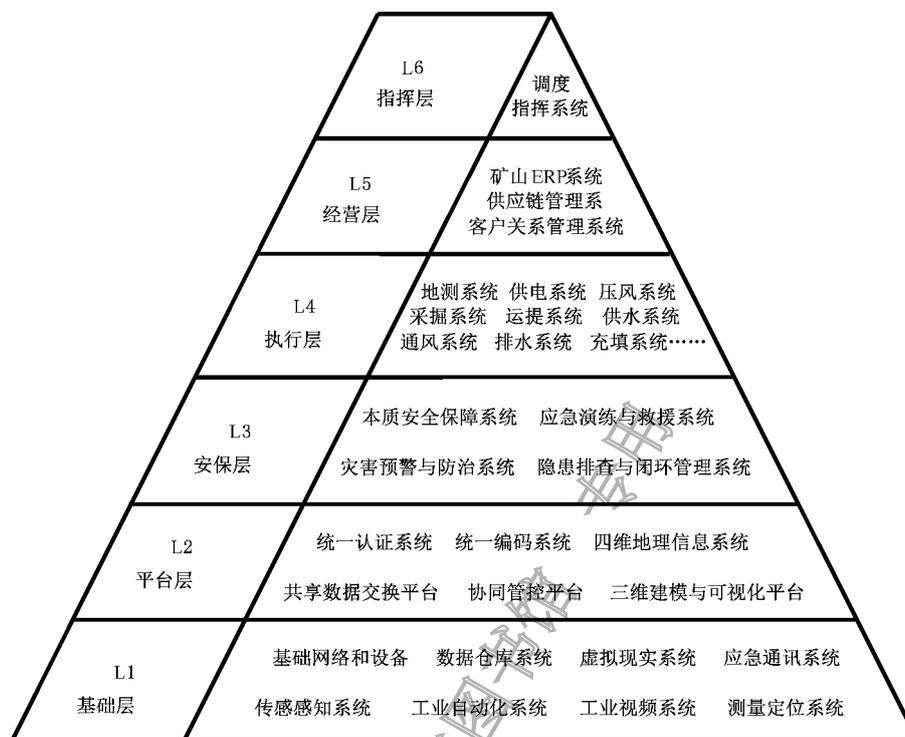 L6
指挥层
调度
指挥系统
L5
经营层
矿山ERP系统
供应链管理系
客户关系管理系统
L4
执行层
地测系统 供电系统 压风系统
采掘系统 运提系统 供水系统
通风系统 排水系统 充填系统……
L3
安保层
本质安全保障系统 应急演练与救援系统
灾害预警与防治系统 隐患排查与闭环管理系统
L2
平台层
统一认证系统 统一编码系统 四维地理信息系统
共享数据交换平台 协同管控平台 三维建模与可视化平台
L1
基础层
基础网络和设备 数据仓库系统 虚拟现实系统 应急通讯系统
传感感知系统 工业自动化系统 工业视频系统 测量定位系统
图书馆 专用